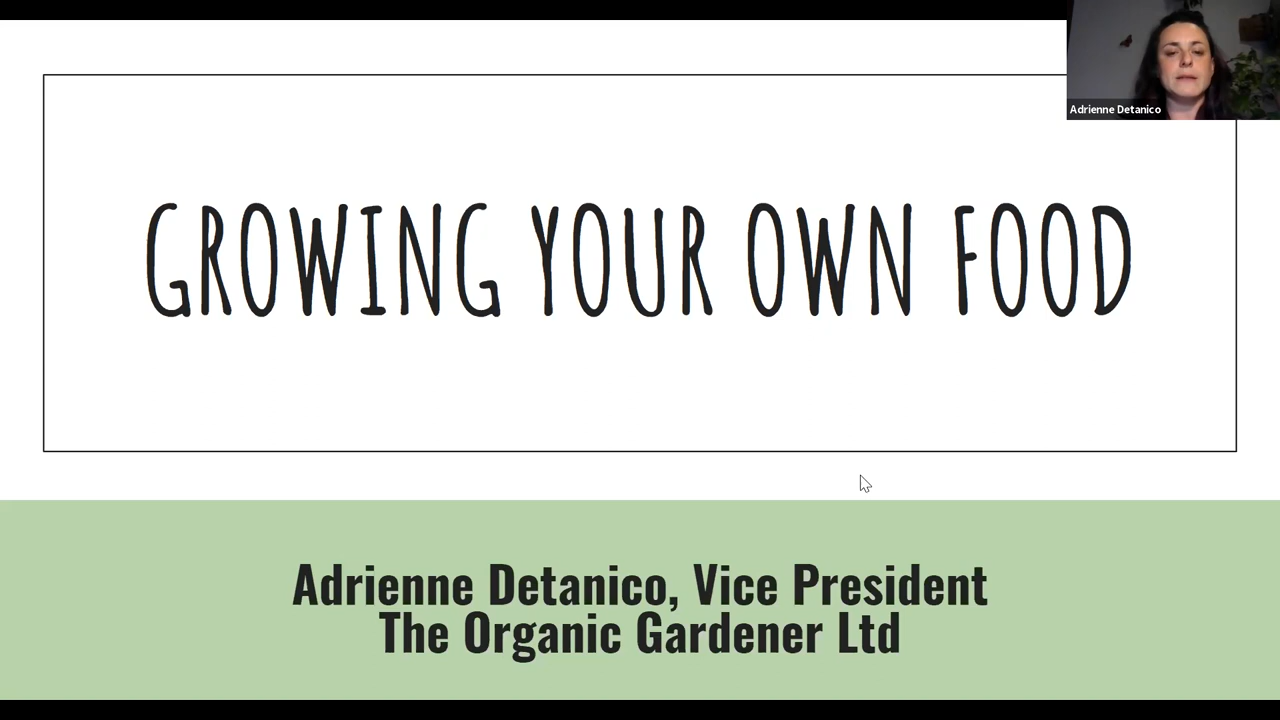 Adrienne Detanico
GROWING YOUR OWN FOOD
Adrienne Detanico, Vice President
The Organic Gardener Ltd